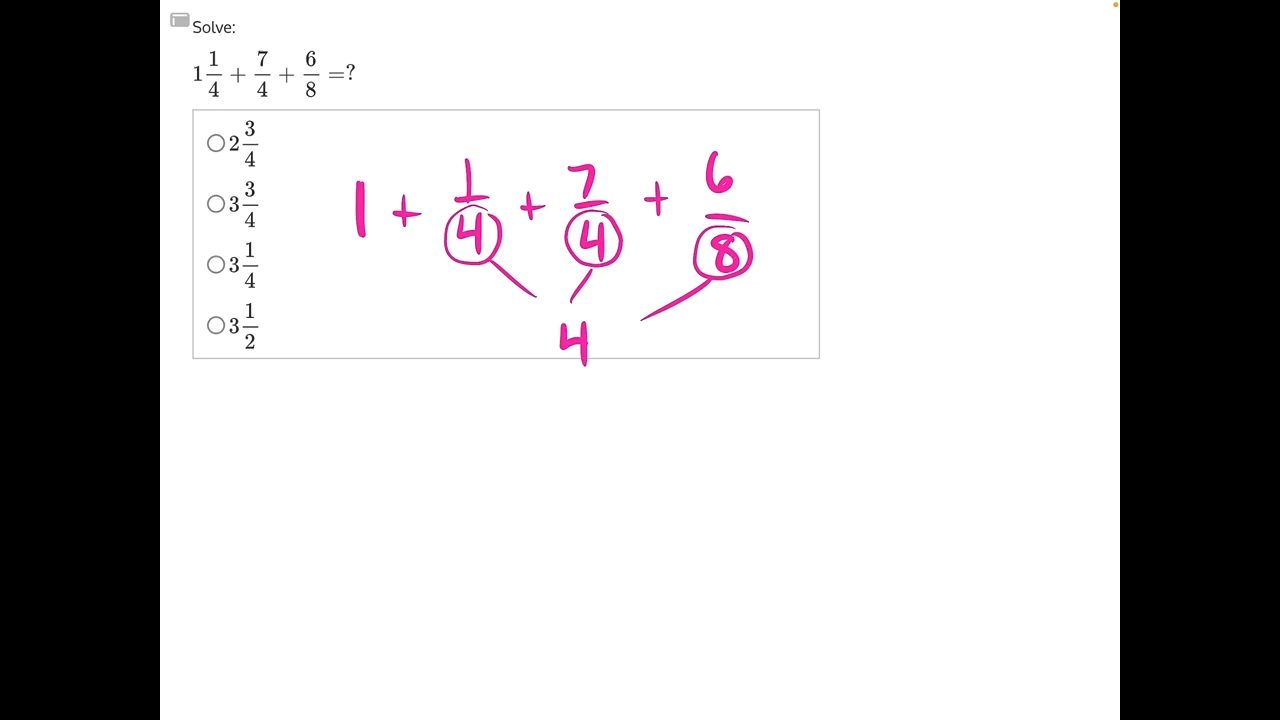 Solve:
1 1/4 + 7/4 + 6/8 =?
2 3/4
3 3/4
3 1/4
3 1/2
1 + 1/4 + 7/4 + 6/8
4